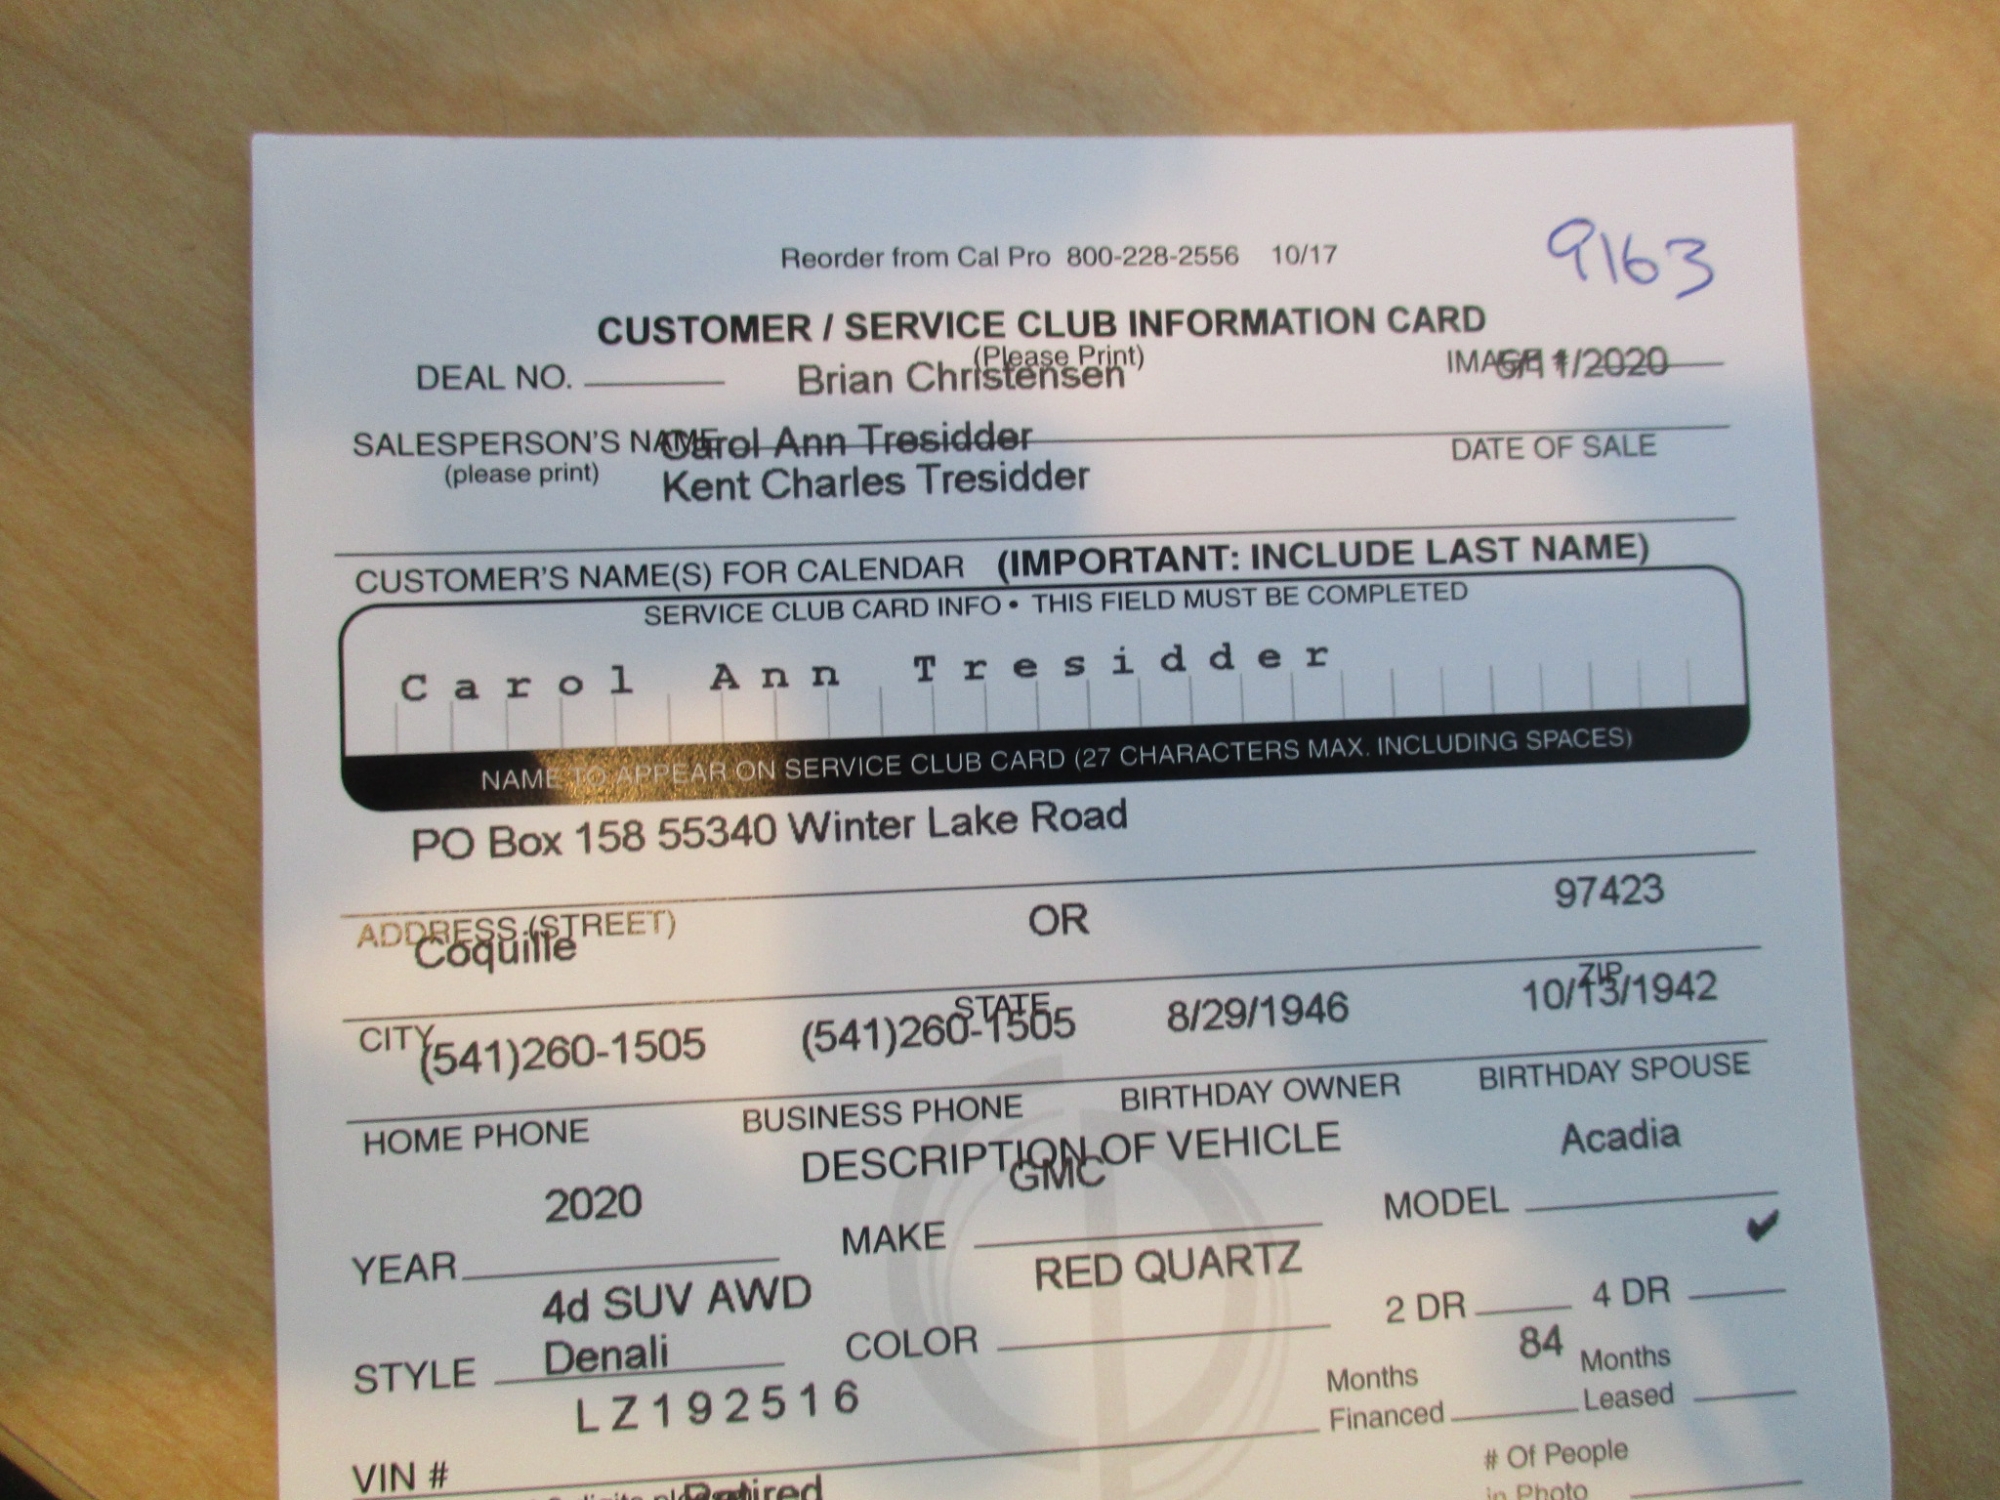 9163
Reorder from Cal Pro 800-228-2556 10/17
CUSTOMER / SERVICE CLUB INFORMATION CARD
(Please Print)
DEAL NO. Brian Christensen 1/2020
SALESPERSON'S NAME Carol Ann Tresidder DATE OF SALE
(please print) Kent Charles Tresidder
CUSTOMER'S NAME(S) FOR CALENDAR (IMPORTANT: INCLUDE LAST NAME)
SERVICE CLUB CARD INFO • THIS FIELD MUST BE COMPLETED
Carol Ann Tresidder
NAME TO APPEAR ON SERVICE CLUB CARD (27 CHARACTERS MAX. INCLUDING SPACES)
PO Box 158 55340 Winter Lake Road
ADDRESS (STREET)
Coquille OR 97423
CITY STATE ZIP
(541)260-1505 (541)260-1505 8/29/1946 10/13/1942
HOME PHONE BUSINESS PHONE BIRTHDAY OWNER BIRTHDAY SPOUSE
DESCRIPTION OF VEHICLE
2020 GMC Acadia
YEAR MAKE MODEL
4d SUV AWD RED QUARTZ 2 DR 4 DR ✔
STYLE Denali COLOR
84
Months Financed Months Leased
LZ192516
VIN #
# Of People
in Photo
Retired